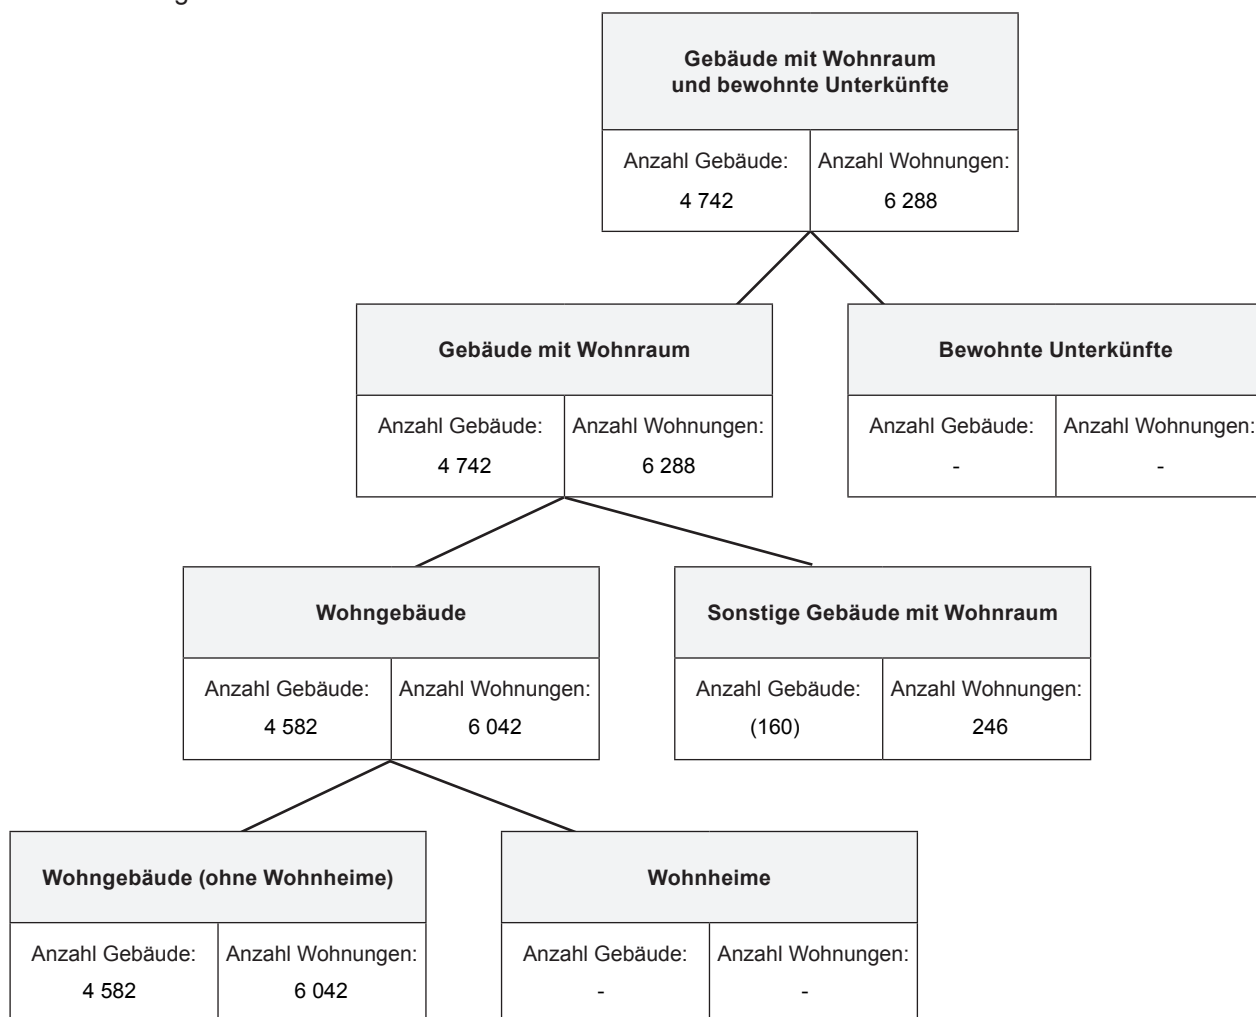 Gebäude mit Wohnraum
und bewohnte Unterkünfte
Anzahl Gebäude: Anzahl Wohnungen:
4 742 6 288
Gebäude mit Wohnraum Bewohnte Unterkünfte
Anzahl Gebäude: Anzahl Wohnungen: Anzahl Gebäude: Anzahl Wohnungen:
4 742 6 288 - -
Wohngebäude Sonstige Gebäude mit Wohnraum
Anzahl Gebäude: Anzahl Wohnungen: Anzahl Gebäude: Anzahl Wohnungen:
4 582 6 042 (160) 246
Wohngebäude (ohne Wohnheime) Wohnheime
Anzahl Gebäude: Anzahl Wohnungen: Anzahl Gebäude: Anzahl Wohnungen:
4 582 6 042 - -